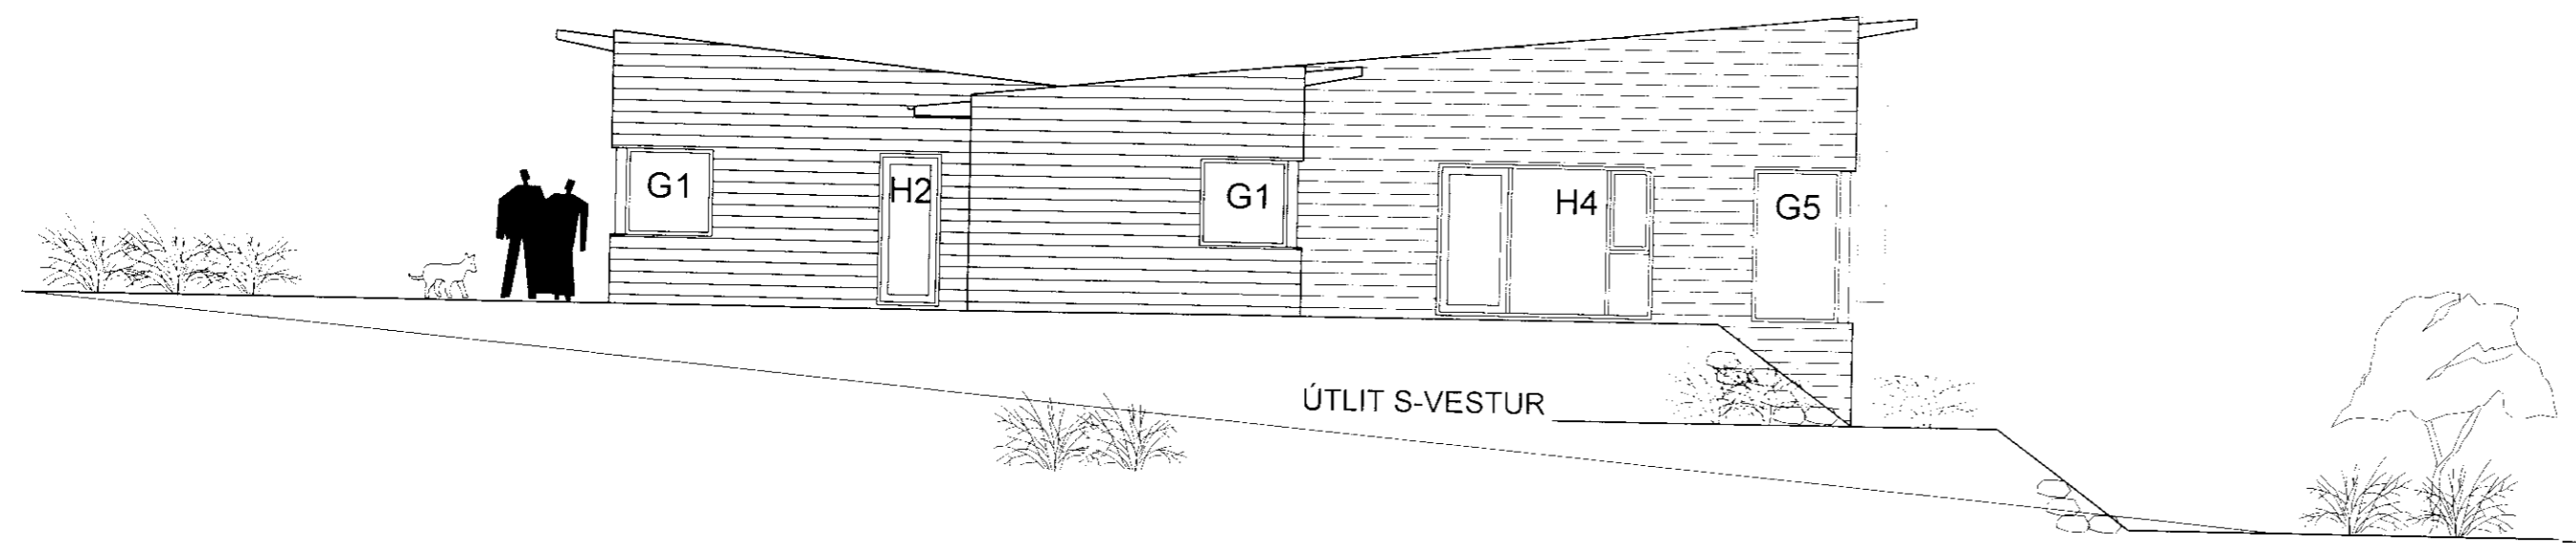 G1
H2
G1
H4
G5
ÚTLIT S-VESTUR